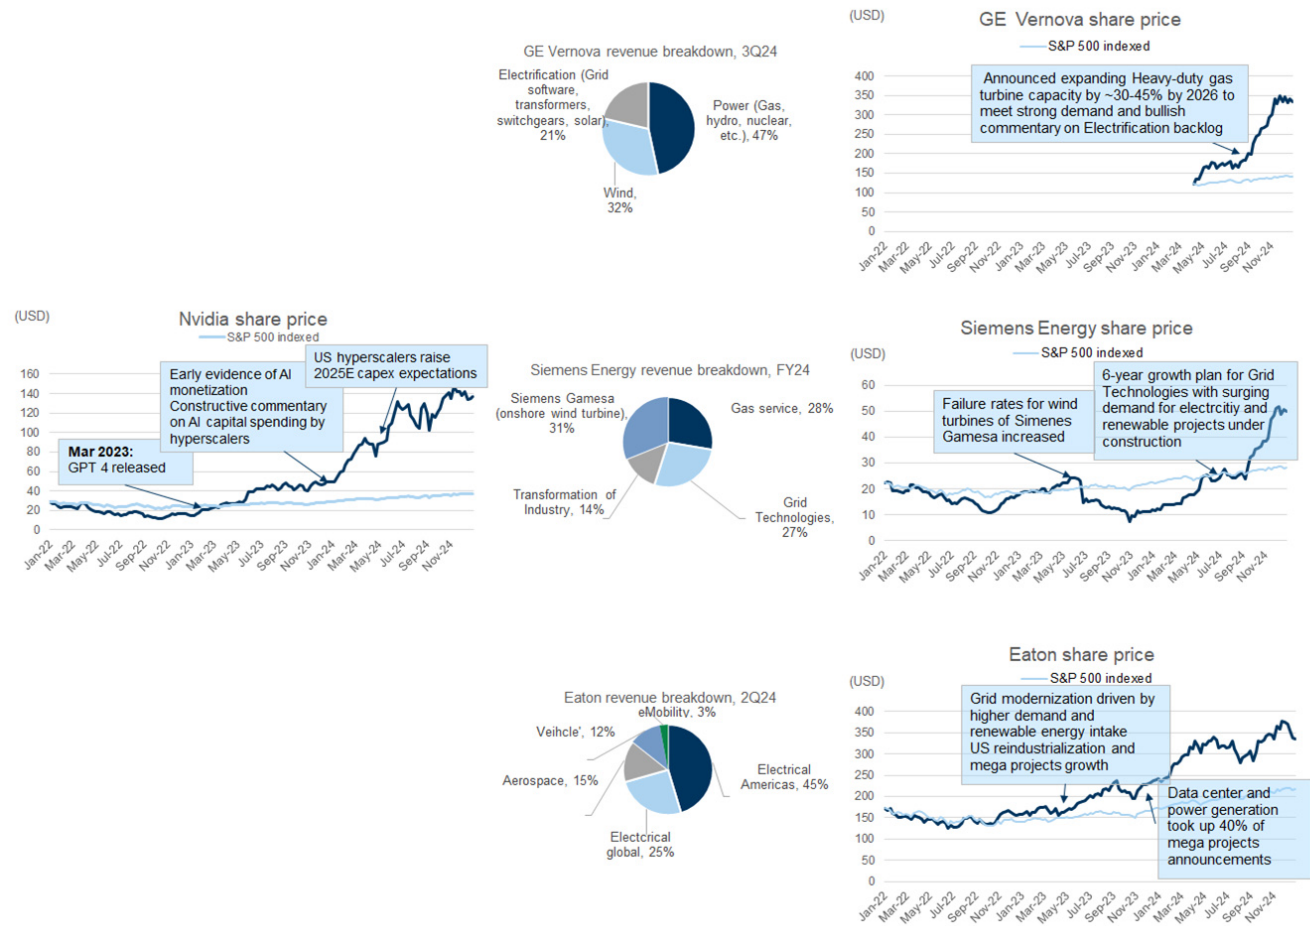 (USD)
GE Vernova share price
S&P 500 indexed
Announced expanding Heavy-duty gas
turbine capacity by ~30-45% by 2026 to
meet strong demand and bullish
commentary on Electrification backlog
400
350
300
250
200
150
100
50
0
Jan-22
Mar-22
May-22
Jul-22
Sep-22
Nov-22
Jan-23
Mar-23
May-23
Jul-23
Sep-23
Nov-23
Jan-24
Mar-24
May-24
Jul-24
Sep-24
Nov-24
GE Vernova revenue breakdown, 3Q24
Electrification (Grid
software,
transformers,
switchgears, solar),
21%
Power (Gas,
hydro, nuclear,
etc.), 47%
Wind,
32%
(USD)
Nvidia share price
S&P 500 indexed
US hyperscalers raise
2025E capex expectations
Early evidence of AI
monetization
Constructive commentary
on AI capital spending by
hyperscalers
Mar 2023:
GPT 4 released
160
140
120
100
80
60
40
20
0
Jan-22
Mar-22
May-22
Jul-22
Sep-22
Nov-22
Jan-23
Mar-23
May-23
Jul-23
Sep-23
Nov-23
Jan-24
Mar-24
May-24
Jul-24
Sep-24
Nov-24
Siemens Energy revenue breakdown, FY24
Siemens Gamesa
(onshore wind turbine),
31%
Gas service, 28%
Transformation of
Industry, 14%
Grid
Technologies,
27%
(USD)
Siemens Energy share price
S&P 500 indexed
Failure rates for wind
turbines of Simenes
Gamesa increased
6-year growth plan for Grid
Technologies with surging
demand for electrcitiy and
renewable projects under
construction
60
50
40
30
20
10
0
Jan-22
Mar-22
May-22
Jul-22
Sep-22
Nov-22
Jan-23
Mar-23
May-23
Jul-23
Sep-23
Nov-23
Jan-24
Mar-24
May-24
Jul-24
Sep-24
Nov-24
Eaton revenue breakdown, 2Q24
eMobility, 3%
Veihcle', 12%
Aerospace, 15%
Electrical
Americas, 45%
Electcrical
global, 25%
(USD)
Eaton share price
S&P 500 indexed
Grid modernization driven by
higher demand and
renewable energy intake
US reindustrialization and
mega projects growth
Data center and
power generation
took up 40% of
mega projects
announcements
400
350
300
250
200
150
100
50
0
Jan-22
Mar-22
May-22
Jul-22
Sep-22
Nov-22
Jan-23
Mar-23
May-23
Jul-23
Sep-23
Nov-23
Jan-24
Mar-24
May-24
Jul-24
Sep-24
Nov-24